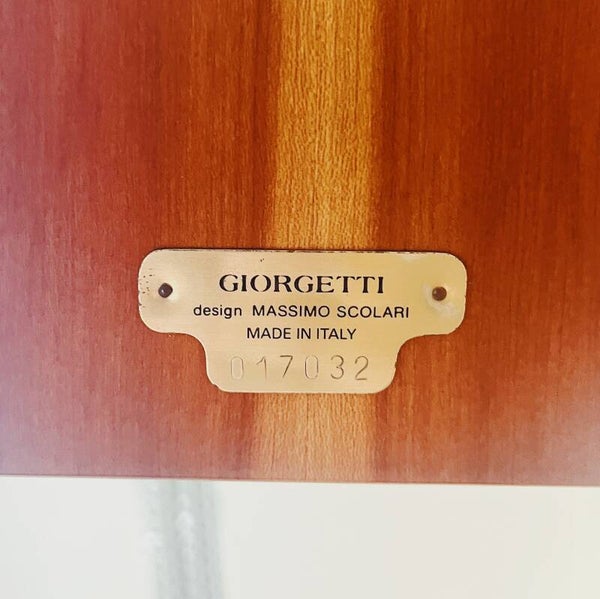 GIORGETTI
design MASSIMO SCOLARI
MADE IN ITALY
017032